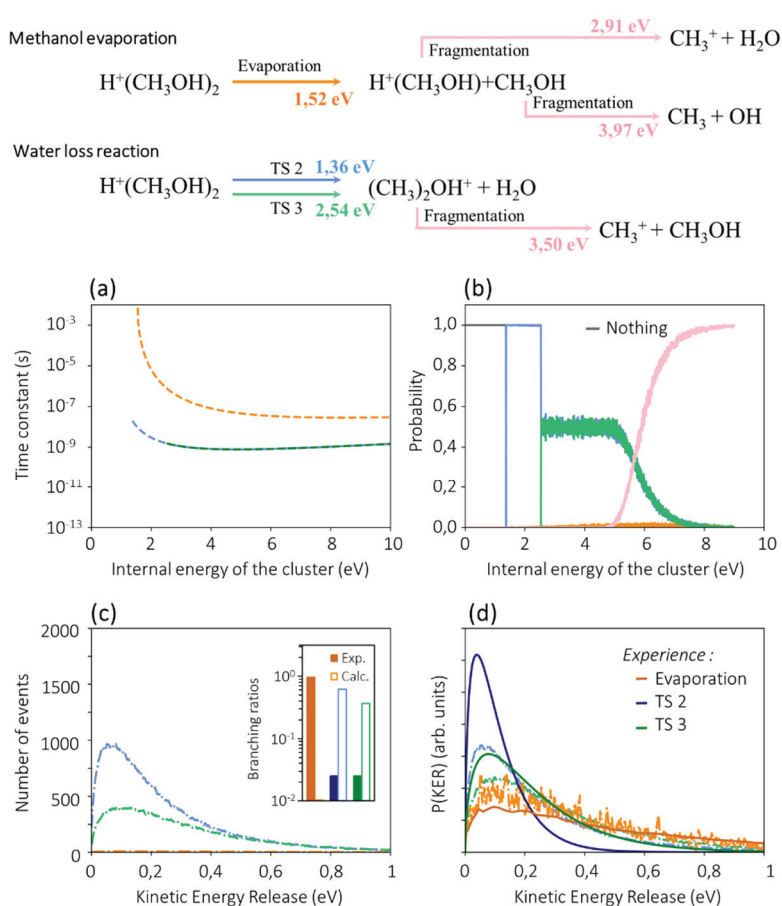 Methanol evaporation
2,91 eV
CH₃⁺ + H₂O
Fragmentation
Evaporation
H⁺(CH₃OH)₂
H⁺(CH₃OH)+CH₃OH
1,52 eV
Fragmentation
CH₃ + OH
3,97 eV
Water loss reaction
TS 2 1,36 eV
H⁺(CH₃OH)₂
(CH₃)₂OH⁺ + H₂O
TS 3 2,54 eV
Fragmentation
CH₃⁺ + CH₃OH
3,50 eV
(a)
Time constant (s)
10⁻³
10⁻⁵
10⁻⁷
10⁻⁹
10⁻¹¹
10⁻¹³
0 2 4 6 8 10
Internal energy of the cluster (eV)
(b)
Probability
1,0
0,8
0,6
0,4
0,2
0,0
Nothing
0 2 4 6 8 10
Internal energy of the cluster (eV)
(c)
Number of events
2000
1500
1000
500
0
Branching ratios
10⁰
10⁻¹
10⁻²
Exp.
Calc.
0 0,2 0,4 0,6 0,8 1
Kinetic Energy Release (eV)
(d)
P(KER) (arb. units)
Experience :
Evaporation
TS 2
TS 3
0 0,2 0,4 0,6 0,8 1
Kinetic Energy Release (eV)